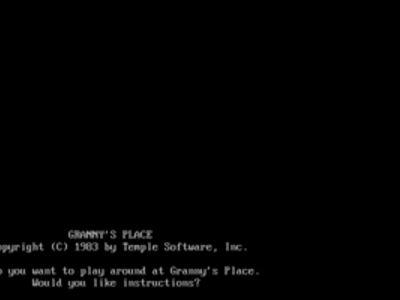 GRANNY'S PLACE
opyright (C) 1983 by Temple Software, Inc.
o you want to play around at Granny's Place.
Would you like instructions?